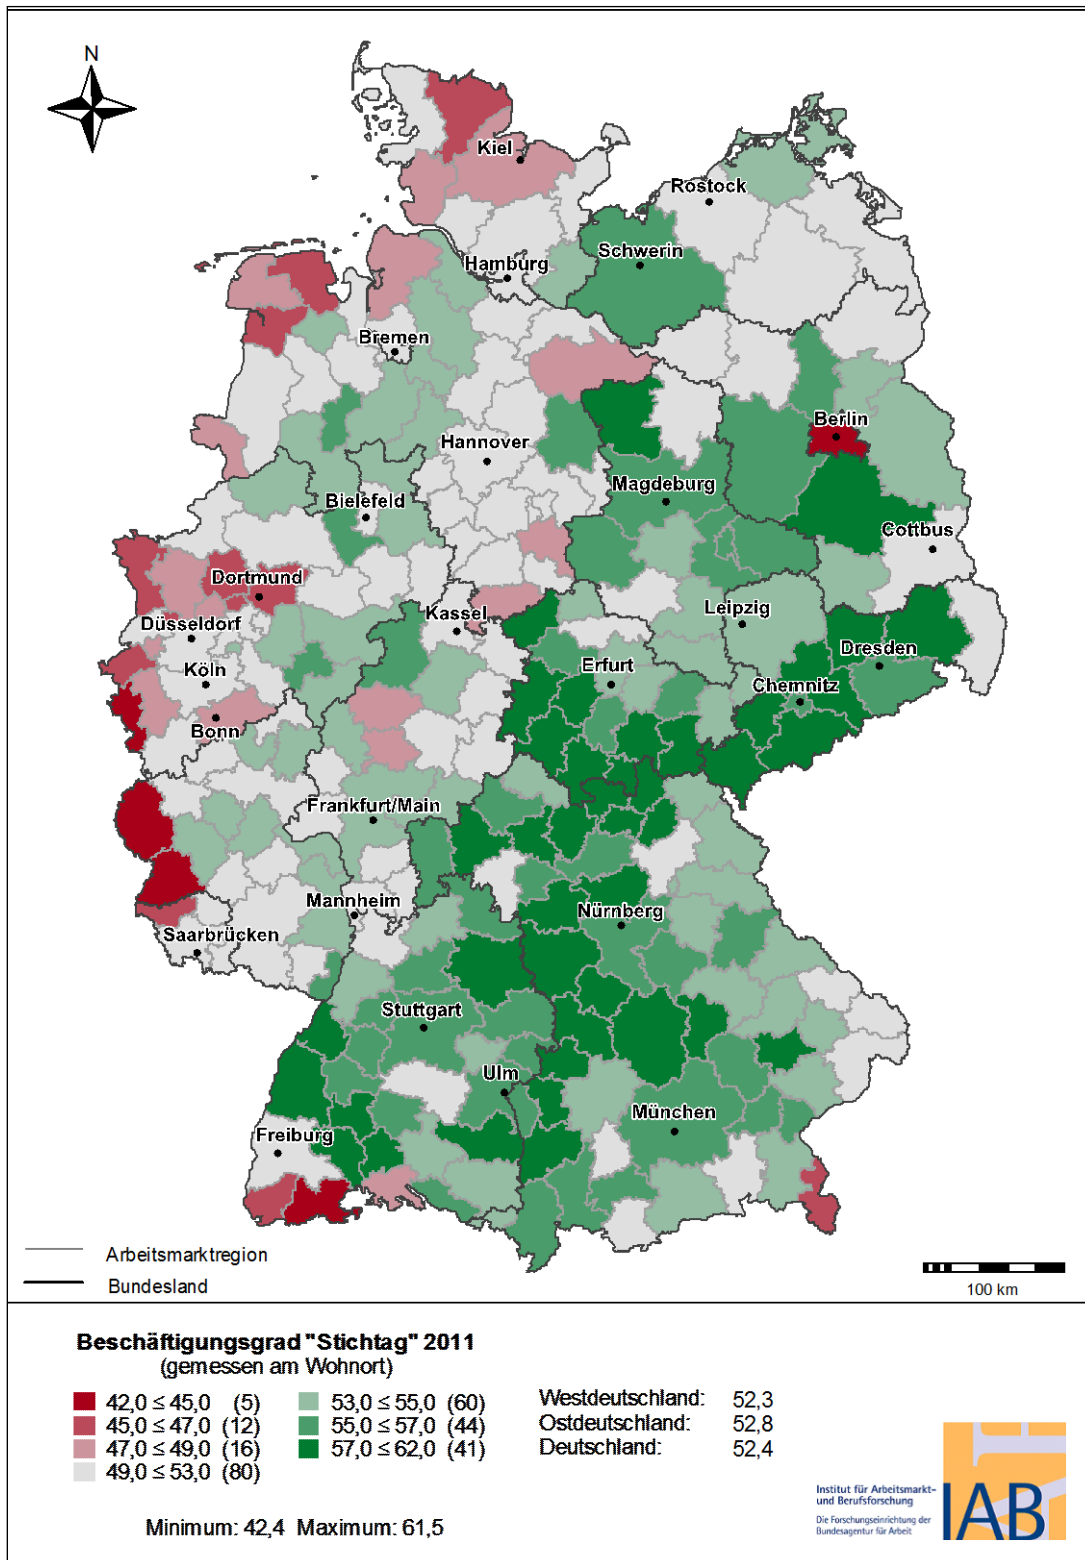 N
Kiel
Rostock
Schwerin
Hamburg
Bremen
Berlin
Hannover
Magdeburg
Bielefeld
Cottbus
Dortmund
Leipzig
Kassel
Düsseldorf
Dresden
Erfurt
Köln
Chemnitz
Bonn
Frankfurt/Main
Mannheim
Nürnberg
Saarbrücken
Stuttgart
Ulm
München
Freiburg
Arbeitsmarktregion
Bundesland
100 km
Beschäftigungsgrad "Stichtag" 2011
(gemessen am Wohnort)
42,0 ≤ 45,0 (5)
45,0 ≤ 47,0 (12)
47,0 ≤ 49,0 (16)
49,0 ≤ 53,0 (80)
53,0 ≤ 55,0 (60)
55,0 ≤ 57,0 (44)
57,0 ≤ 62,0 (41)
Westdeutschland: 52,3
Ostdeutschland: 52,8
Deutschland: 52,4
Minimum: 42,4 Maximum: 61,5
Institut für Arbeitsmarkt-
und Berufsforschung
Die Forschungseinrichtung der
Bundesagentur für Arbeit
IAB